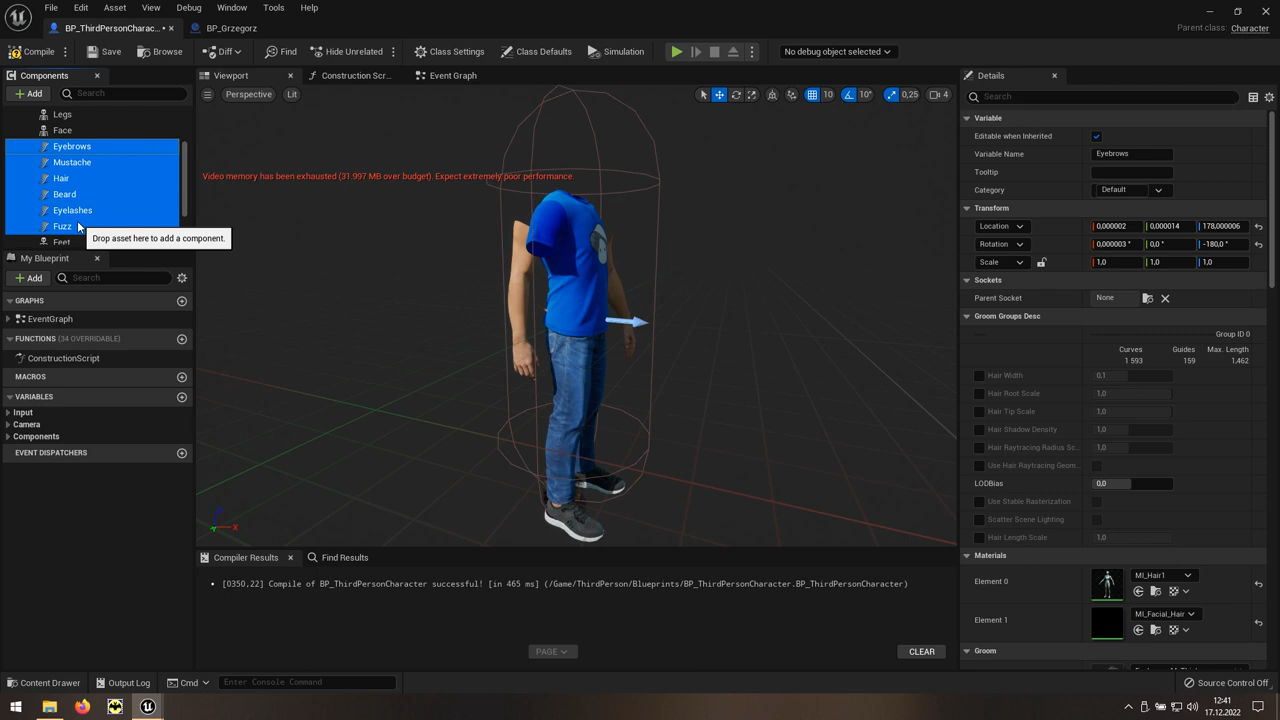 File Edit Asset View Debug Window Tools Help
BP_ThirdPersonCharac... • × BP_Grzegorz
Parent class: Character
Compile Save Browse Diff Find Hide Unrelated Class Settings Class Defaults Simulation No debug object selected
Components × Viewport × Construction Scr... Event Graph Details ×
+ Add Search Perspective Lit 10 10° 0,25 4 Search
Legs
Face
Eyebrows
Mustache
Hair
Beard
Eyelashes
Fuzz
Feet
Drop asset here to add a component.
My Blueprint ×
+ Add Search
GRAPHS
EventGraph
FUNCTIONS (34 OVERRIDABLE)
ConstructionScript
MACROS
VARIABLES
Input
Camera
Components
EVENT DISPATCHERS
Video memory has been exhausted (31.997 MB over budget). Expect extremely poor performance.
Z X Y
Compiler Results × Find Results
• [0350,22] Compile of BP_ThirdPersonCharacter successful! [in 465 ms] (/Game/ThirdPerson/Blueprints/BP_ThirdPersonCharacter.BP_ThirdPersonCharacter)
PAGE CLEAR
Variable
Editable when Inherited
Variable Name Eyebrows
Tooltip
Category Default
Transform
Location 0,000002 0,000014 178,000006
Rotation 0,000003 ° 0,0 ° -180,0 °
Scale 1,0 1,0 1,0
Sockets
Parent Socket None
Groom Groups Desc
Group ID 0
Curves Guides Max. Length
1 593 159 1,462
Hair Width 0,1
Hair Root Scale 1,0
Hair Tip Scale 1,0
Hair Shadow Density 1,0
Hair Raytracing Radius Sc... 1,0
Use Hair Raytracing Geom...
LODBias 0,0
Use Stable Rasterization
Scatter Scene Lighting
Hair Length Scale 1,0
Materials
Element 0 MI_Hair1
Element 1 MI_Facial_Hair
Groom
Content Drawer Output Log Cmd Enter Console Command Source Control Off
12:41
17.12.2022